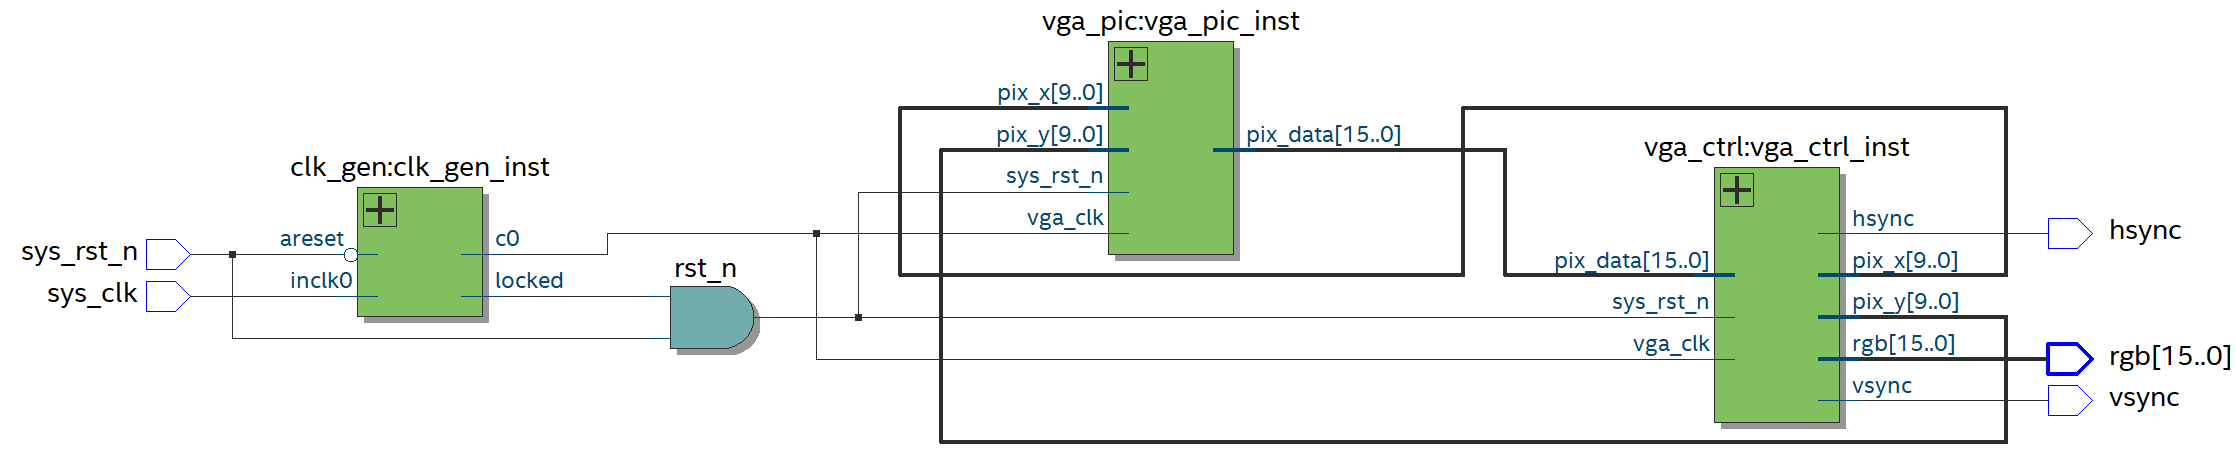 vga_pic:vga_pic_inst
pix_x[9..0]
pix_y[9..0]
pix_data[15..0]
sys_rst_n
vga_clk
clk_gen:clk_gen_inst
areset
c0
inclk0
locked
sys_rst_n
sys_clk
rst_n
vga_ctrl:vga_ctrl_inst
hsync
pix_data[15..0]
pix_x[9..0]
sys_rst_n
pix_y[9..0]
vga_clk
rgb[15..0]
vsync
hsync
rgb[15..0]
vsync